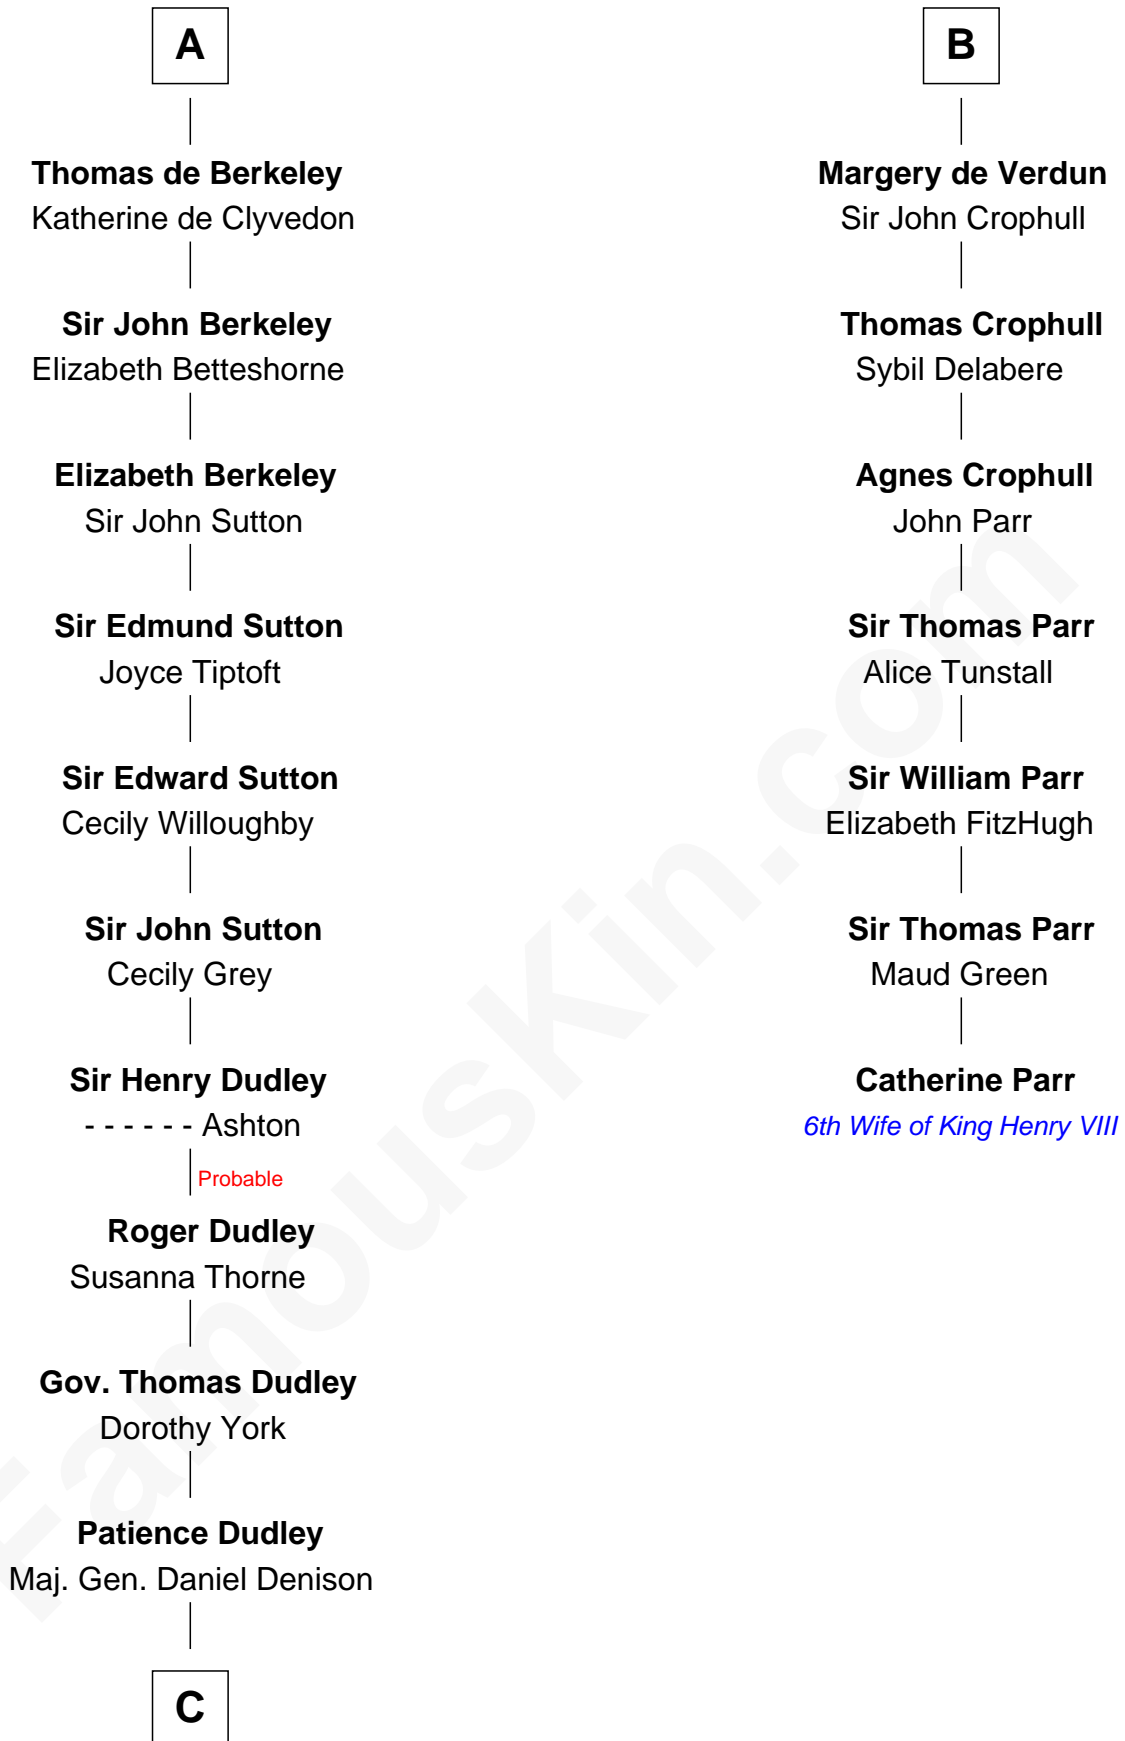 A
Thomas de Berkeley
Katherine de Clyvedon
Sir John Berkeley
Elizabeth Betteshorne
Elizabeth Berkeley
Sir John Sutton
Sir Edmund Sutton
Joyce Tiptoft
Sir Edward Sutton
Cecily Willoughby
Sir John Sutton
Cecily Grey
Sir Henry Dudley
- - - - - - Ashton
Probable
Roger Dudley
Susanna Thorne
Gov. Thomas Dudley
Dorothy York
Patience Dudley
Maj. Gen. Daniel Denison
C
B
Margery de Verdun
Sir John Crophull
Thomas Crophull
Sybil Delabere
Agnes Crophull
John Parr
Sir Thomas Parr
Alice Tunstall
Sir William Parr
Elizabeth FitzHugh
Sir Thomas Parr
Maud Green
Catherine Parr
6th Wife of King Henry VIII
FamousKin.com